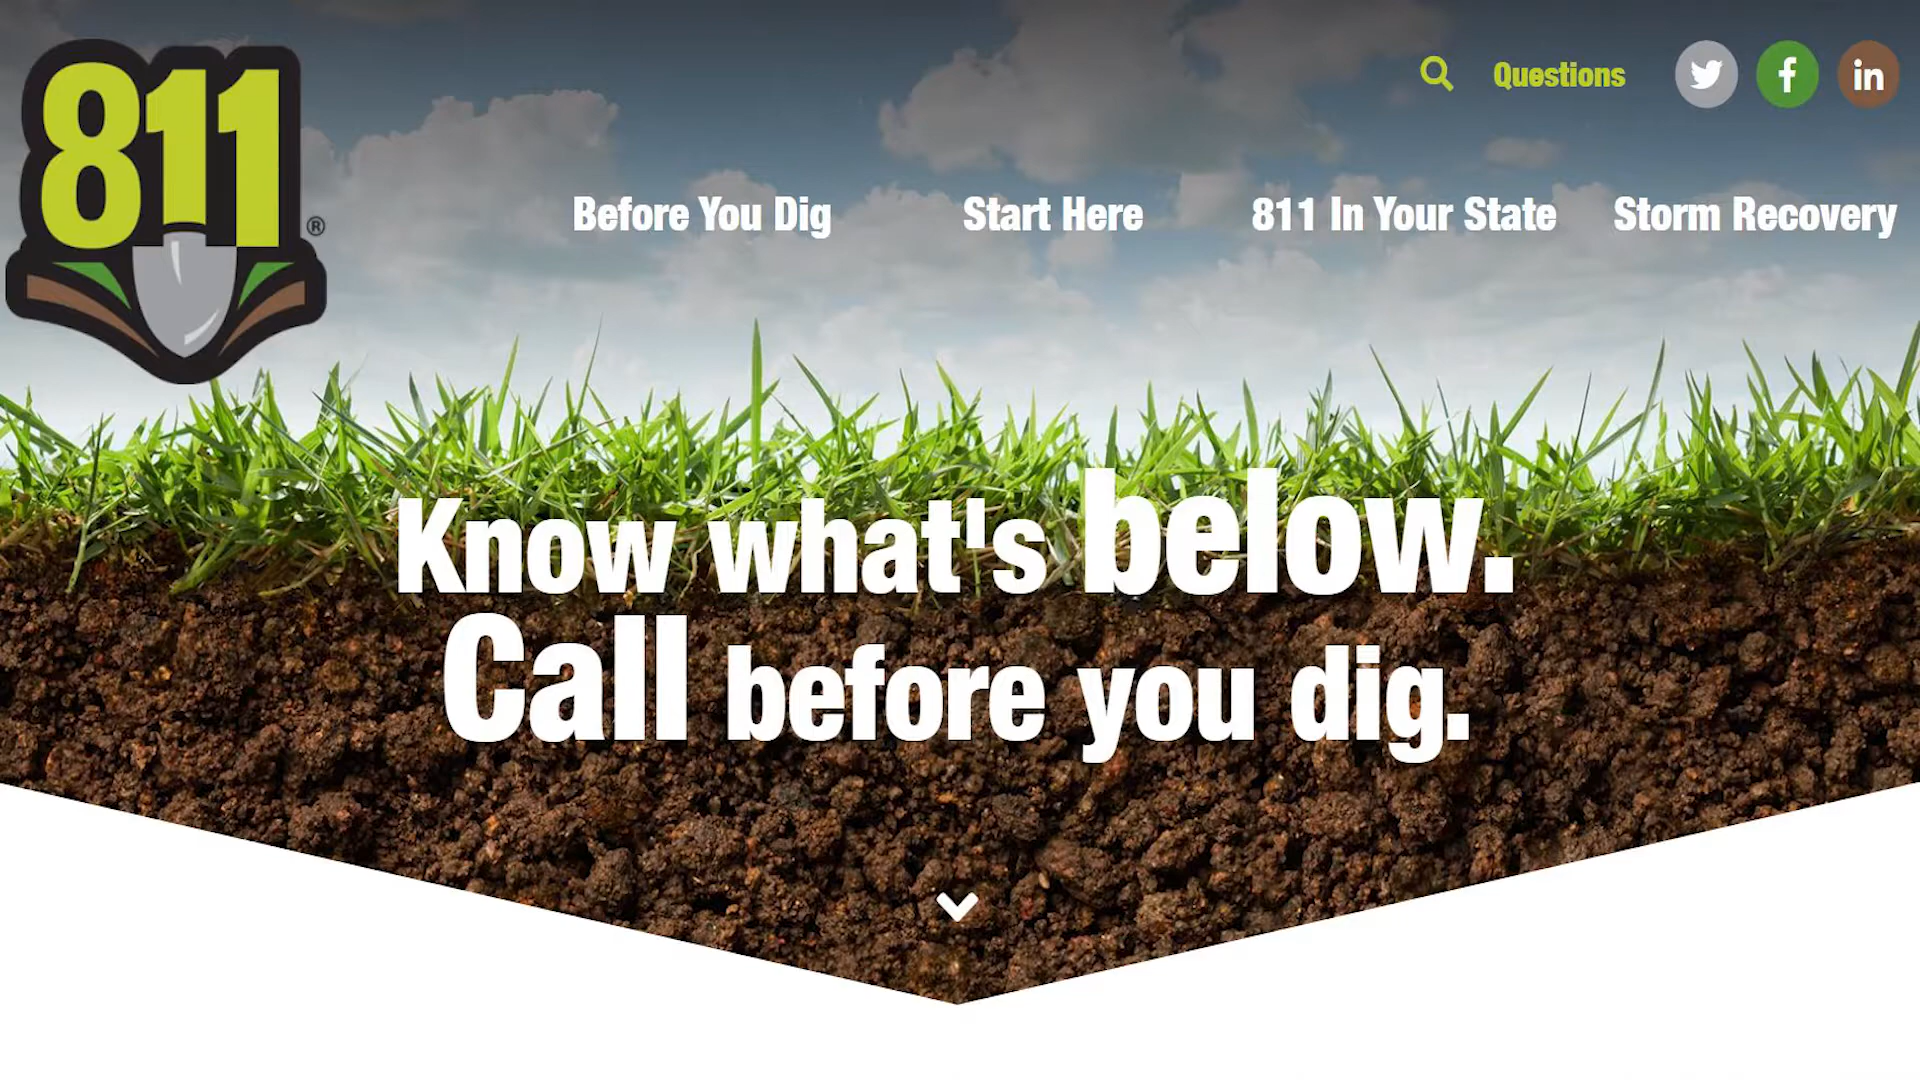 811
®
Questions
Before You Dig
Start Here
811 In Your State
Storm Recovery
Know what's below.
Call before you dig.